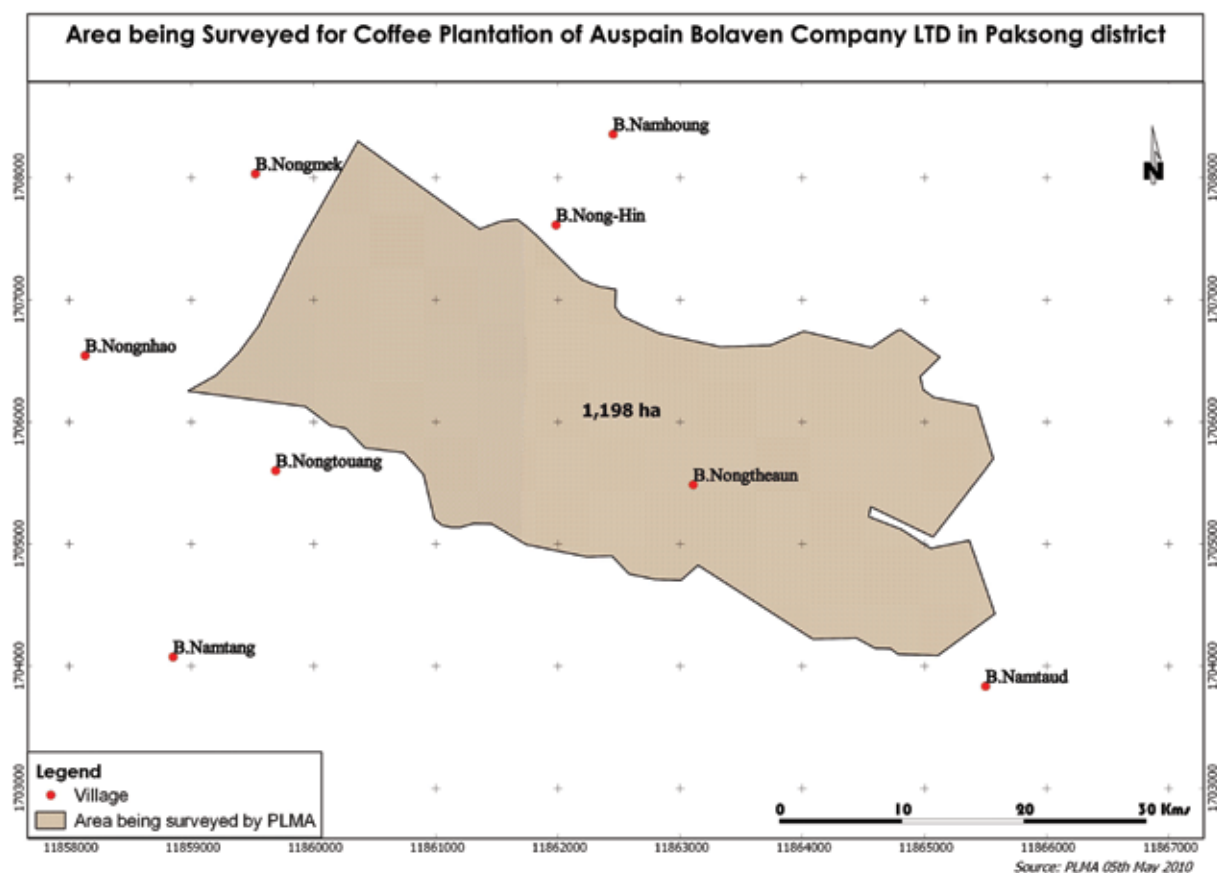 Area being Surveyed for Coffee Plantation of Auspain Bolaven Company LTD in Paksong district
B.Namhoung
B.Nongmek
N
B.Nong-Hin
B.Nongnhao
1,198 ha
B.Nongtouang
B.Nongtheaun
B.Namtang
B.Namtaud
1708000
1707000
1706000
1705000
1704000
1703000
1708000
1707000
1706000
1705000
1704000
1703000
Legend
Village
Area being surveyed by PLMA
0 10 20 30 Kms
11858000 11859000 11860000 11861000 11862000 11863000 11864000 11865000 11866000 11867000
Source: PLMA 05th May 2010